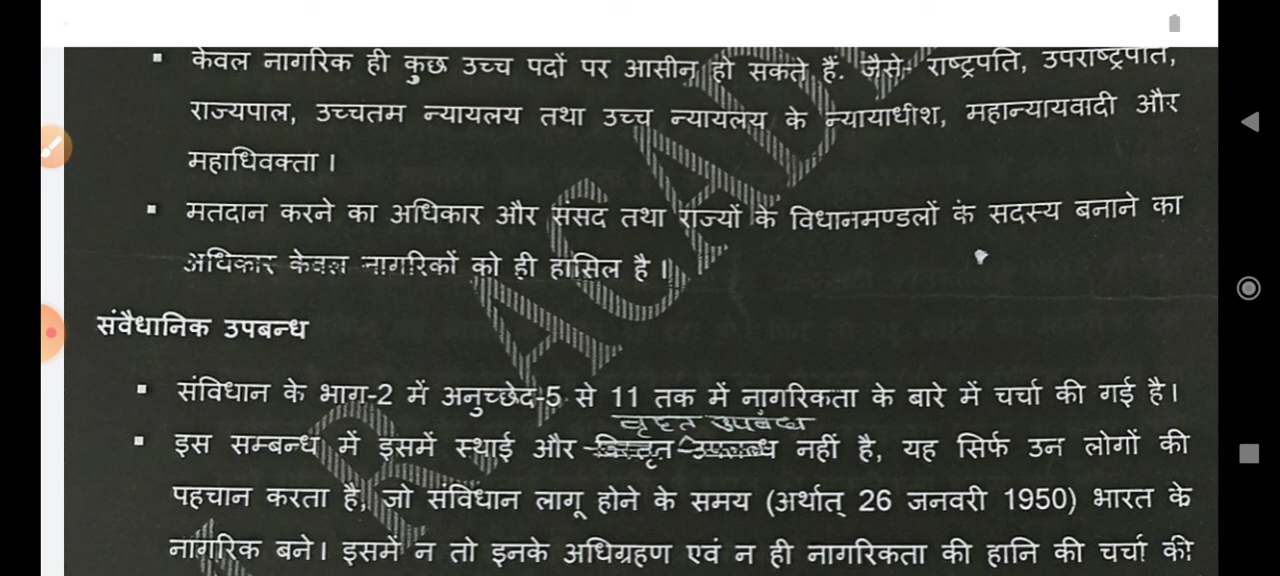 केवल नागरिक ही कुछ उच्च पदों पर आसीन हो सकते हैं. जैसे- राष्ट्रपति, उपराष्ट्रपति,
राज्यपाल, उच्चतम न्यायलय तथा उच्च न्यायलय के न्यायाधीश, महान्यायवादी और
महाधिवक्ता ।
मतदान करने का अधिकार और संसद तथा राज्यों के विधानमण्डलों के सदस्य बनाने का
अधिकार केवल नागरिकों को ही हासिल है ।
संवैधानिक उपबन्ध
संविधान के भाग-2 में अनुच्छेद-5 से 11 तक में नागरिकता के बारे में चर्चा की गई है।
वृहत उपबंध
इस सम्बन्ध में इसमें स्थाई और विस्तृत उपबन्ध नहीं है, यह सिर्फ उन लोगों की
पहचान करता है, जो संविधान लागू होने के समय (अर्थात् 26 जनवरी 1950) भारत के
नागरिक बने। इसमें न तो इनके अधिग्रहण एवं न ही नागरिकता की हानि की चर्चा की